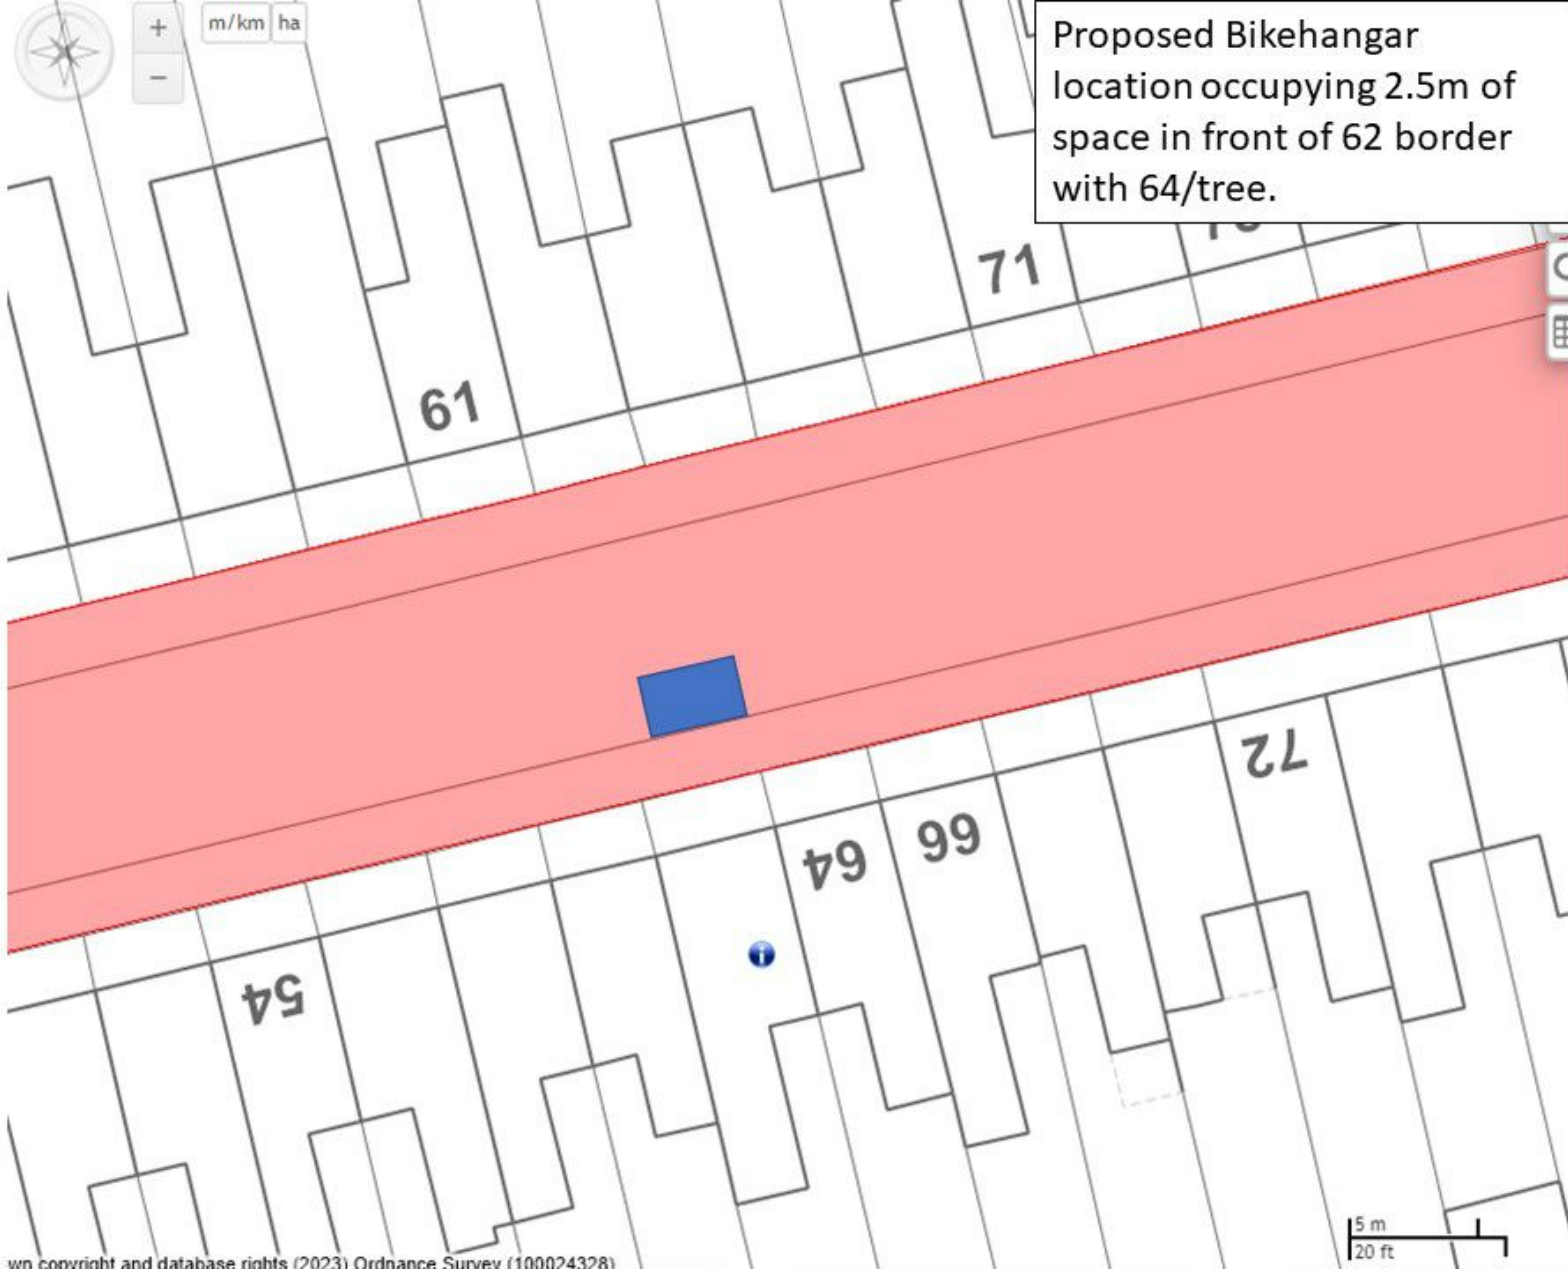 +
m/km ha
−
Proposed Bikehangar
location occupying 2.5m of
space in front of 62 border
with 64/tree.
71
61
72
66
64
54
i
5 m
20 ft
wn copyright and database rights (2023) Ordnance Survey (100024328)